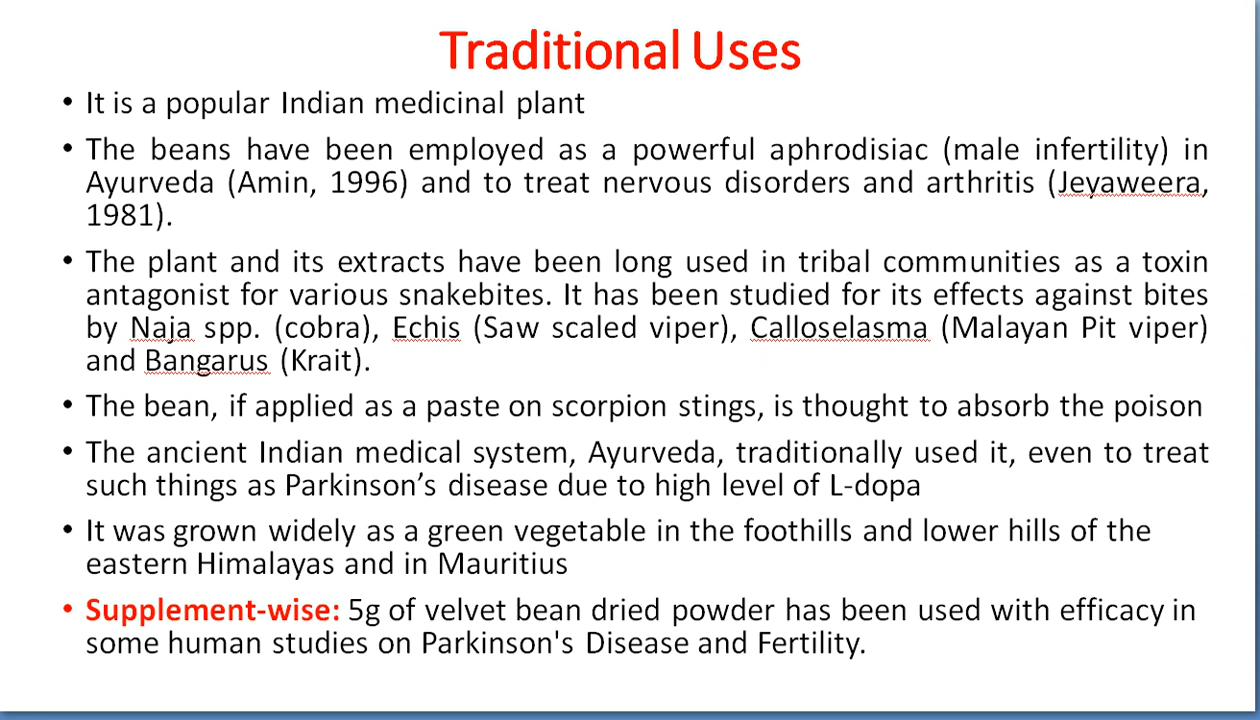 Traditional Uses
• It is a popular Indian medicinal plant
• The beans have been employed as a powerful aphrodisiac (male infertility) in
Ayurveda (Amin, 1996) and to treat nervous disorders and arthritis (Jeyaweera,
1981).
• The plant and its extracts have been long used in tribal communities as a toxin
antagonist for various snakebites. It has been studied for its effects against bites
by Naja spp. (cobra), Echis (Saw scaled viper), Calloselasma (Malayan Pit viper)
and Bangarus (Krait).
• The bean, if applied as a paste on scorpion stings, is thought to absorb the poison
• The ancient Indian medical system, Ayurveda, traditionally used it, even to treat
such things as Parkinson’s disease due to high level of L-dopa
• It was grown widely as a green vegetable in the foothills and lower hills of the
eastern Himalayas and in Mauritius
• Supplement-wise: 5g of velvet bean dried powder has been used with efficacy in
some human studies on Parkinson's Disease and Fertility.